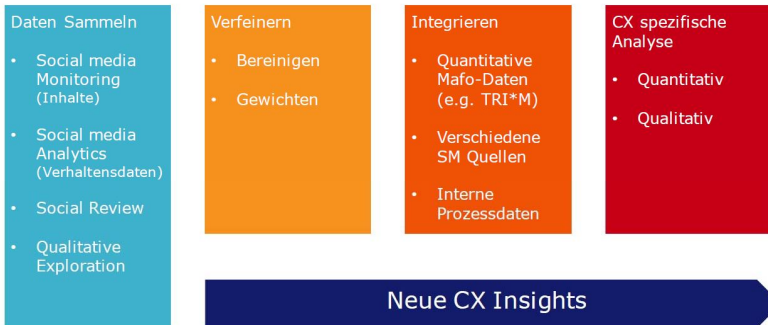 Daten Sammeln
• Social media
Monitoring
(Inhalte)
• Social media
Analytics
(Verhaltensdaten)
• Social Review
• Qualitative
Exploration
Verfeinern
• Bereinigen
• Gewichten
Integrieren
• Quantitative
Mafo-Daten
(e.g. TRI*M)
• Verschiedene
SM Quellen
• Interne
Prozessdaten
CX spezifische
Analyse
• Quantitativ
• Qualitativ
Neue CX Insights